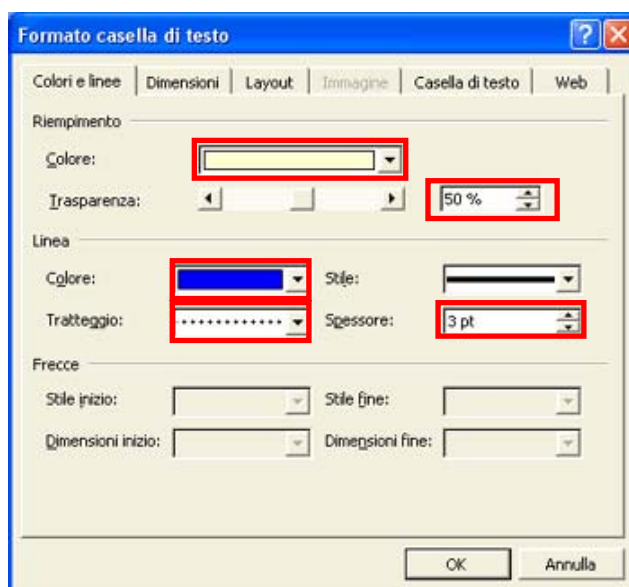 Formato casella di testo
Colori e linee Dimensioni Layout Immagine Casella di testo Web
Riempimento
Colore:
Trasparenza: 50 %
Linea
Colore: Stile:
Tratteggio: Spessore: 3 pt
Frecce
Stile inizio: Stile fine:
Dimensioni inizio: Dimensioni fine:
OK Annulla